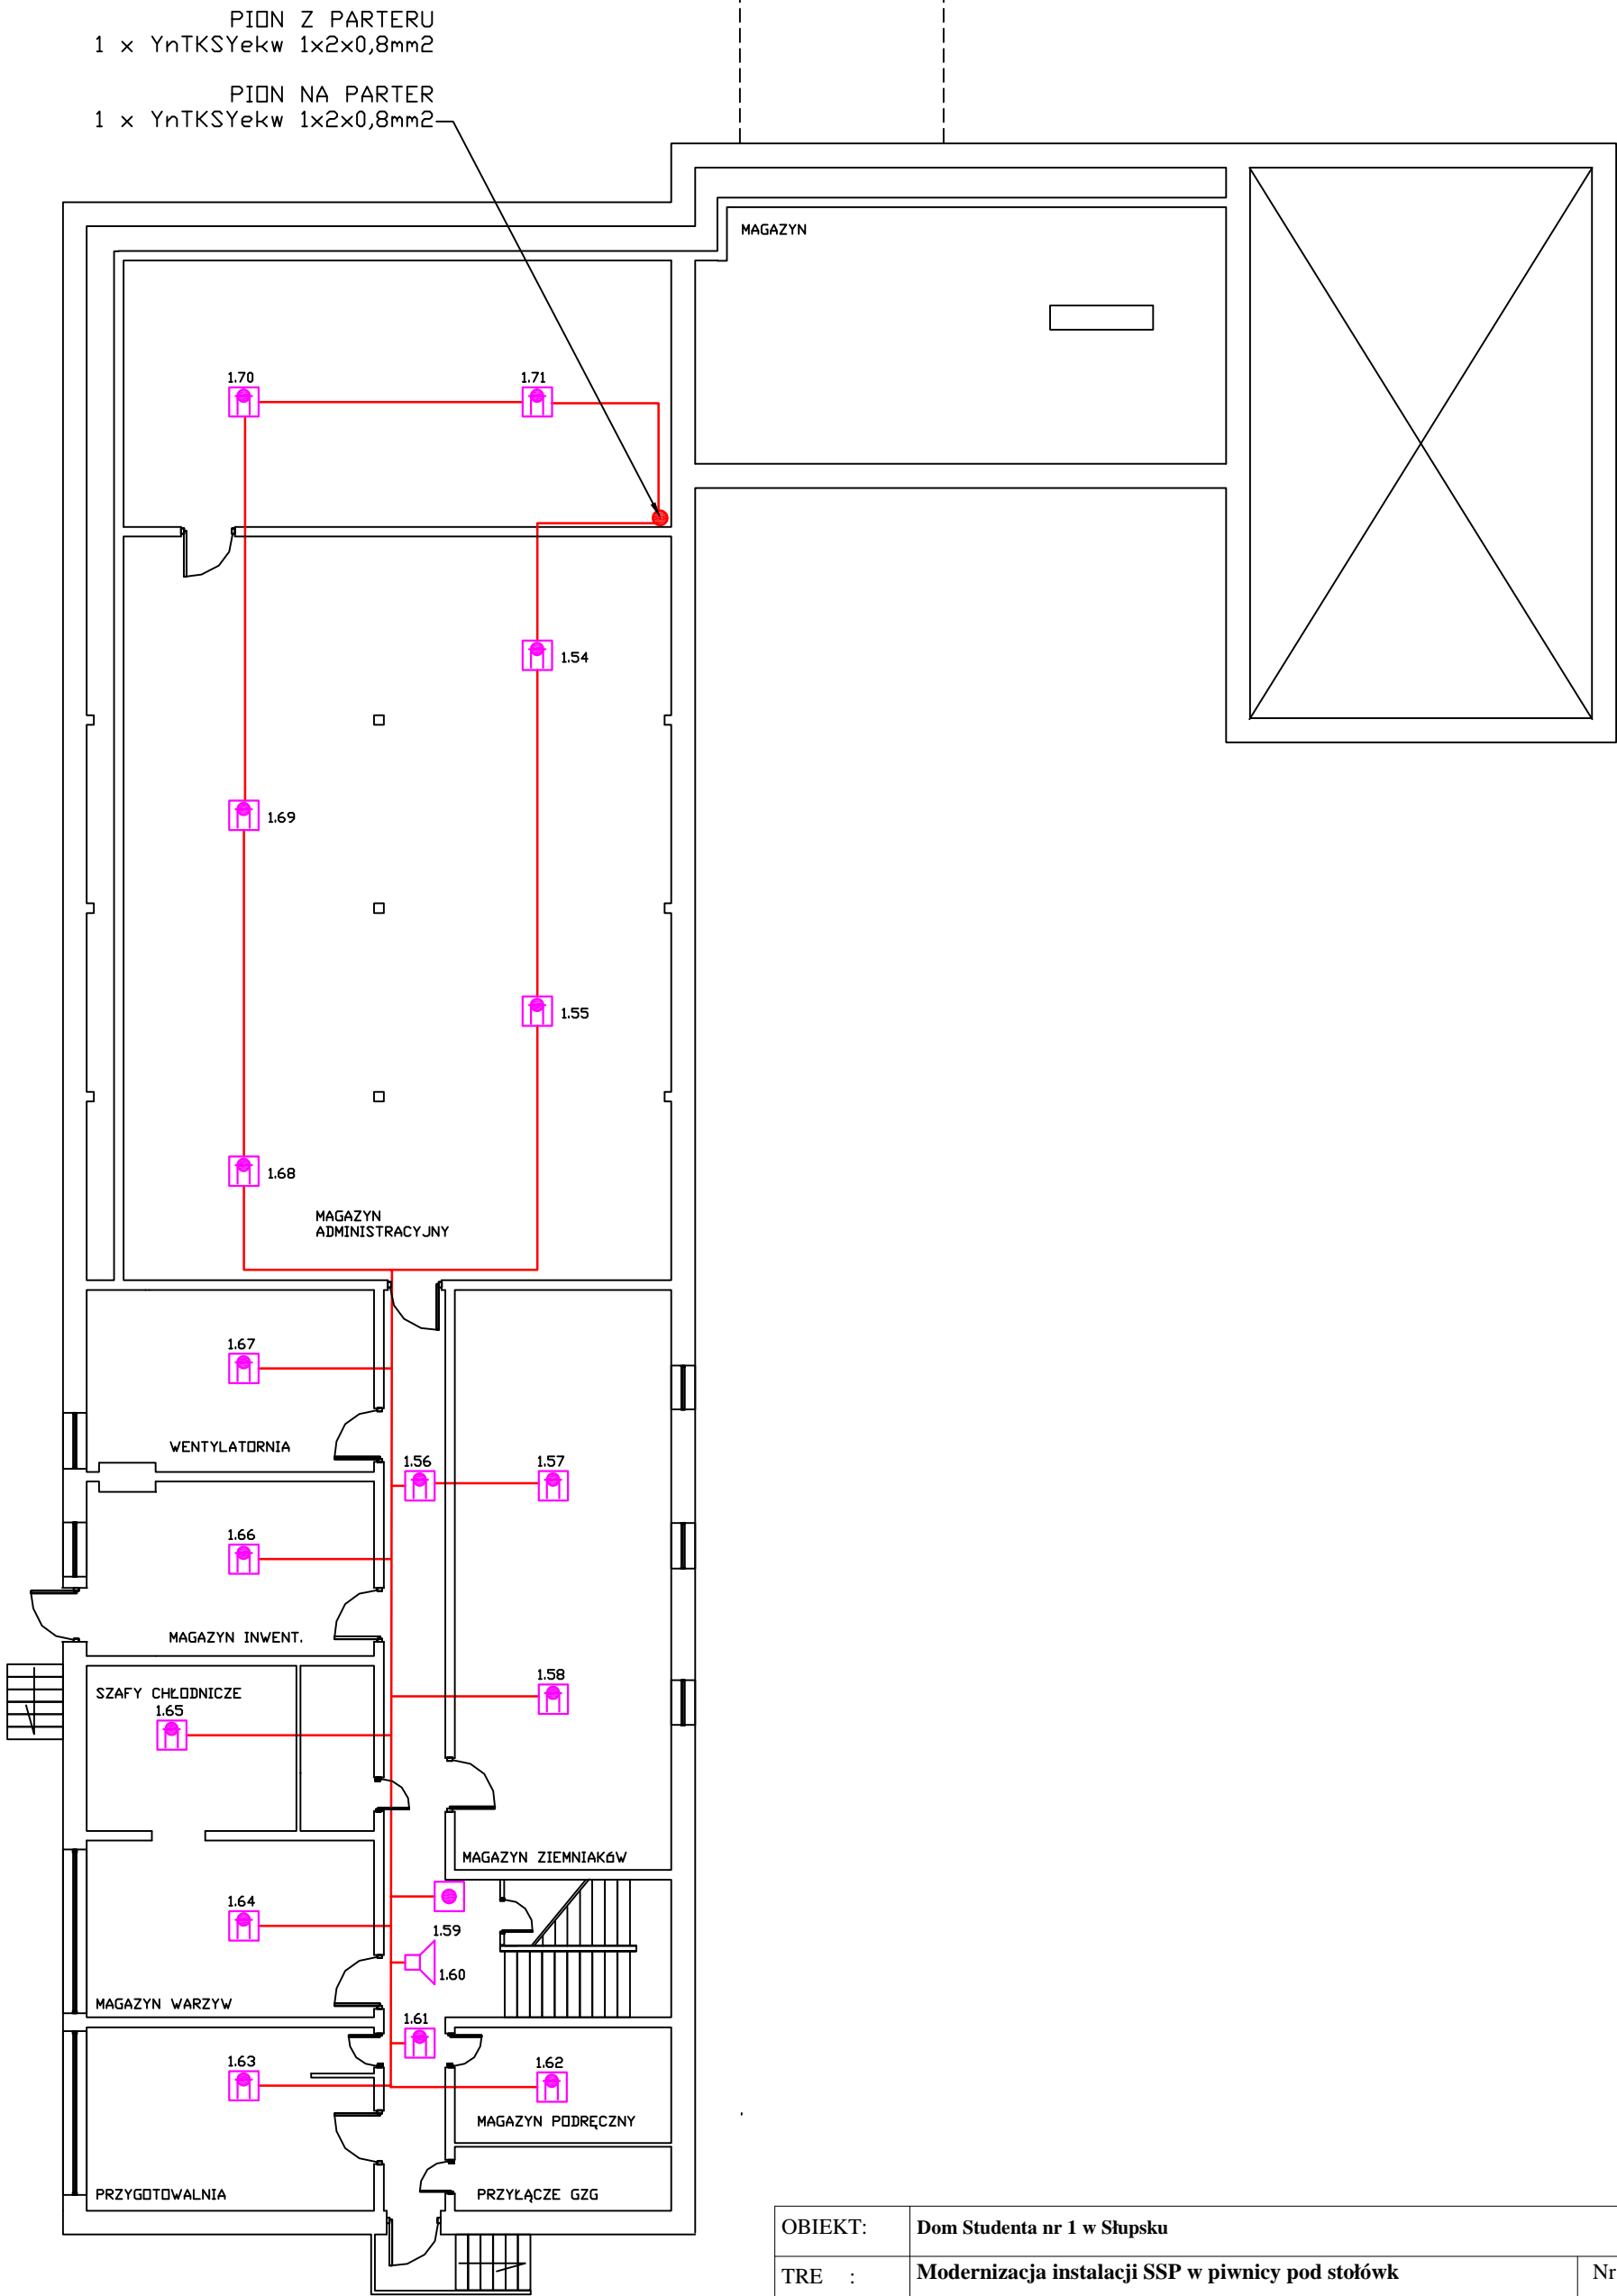 PION Z PARTERU
1 x YnTKSYekw 1x2x0,8mm2
PION NA PARTER
1 x YnTKSYekw 1x2x0,8mm2
MAGAZYN
1.70
1.71
1.54
1.69
1.55
1.68
MAGAZYN
ADMINISTRACYJNY
1.67
WENTYLATORNIA
1.56
1.57
1.66
MAGAZYN INWENT.
1.58
SZAFY CHŁODNICZE
1.65
MAGAZYN ZIEMNIAKÓW
1.64
1.59
1.60
MAGAZYN WARZYW
1.61
1.63
1.62
MAGAZYN PODRĘCZNY
PRZYGOTOWALNIA
PRZYŁĄCZE GZG
OBIEKT: Dom Studenta nr 1 w Słupsku
TRE : Modernizacja instalacji SSP w piwnicy pod stołówk Nr